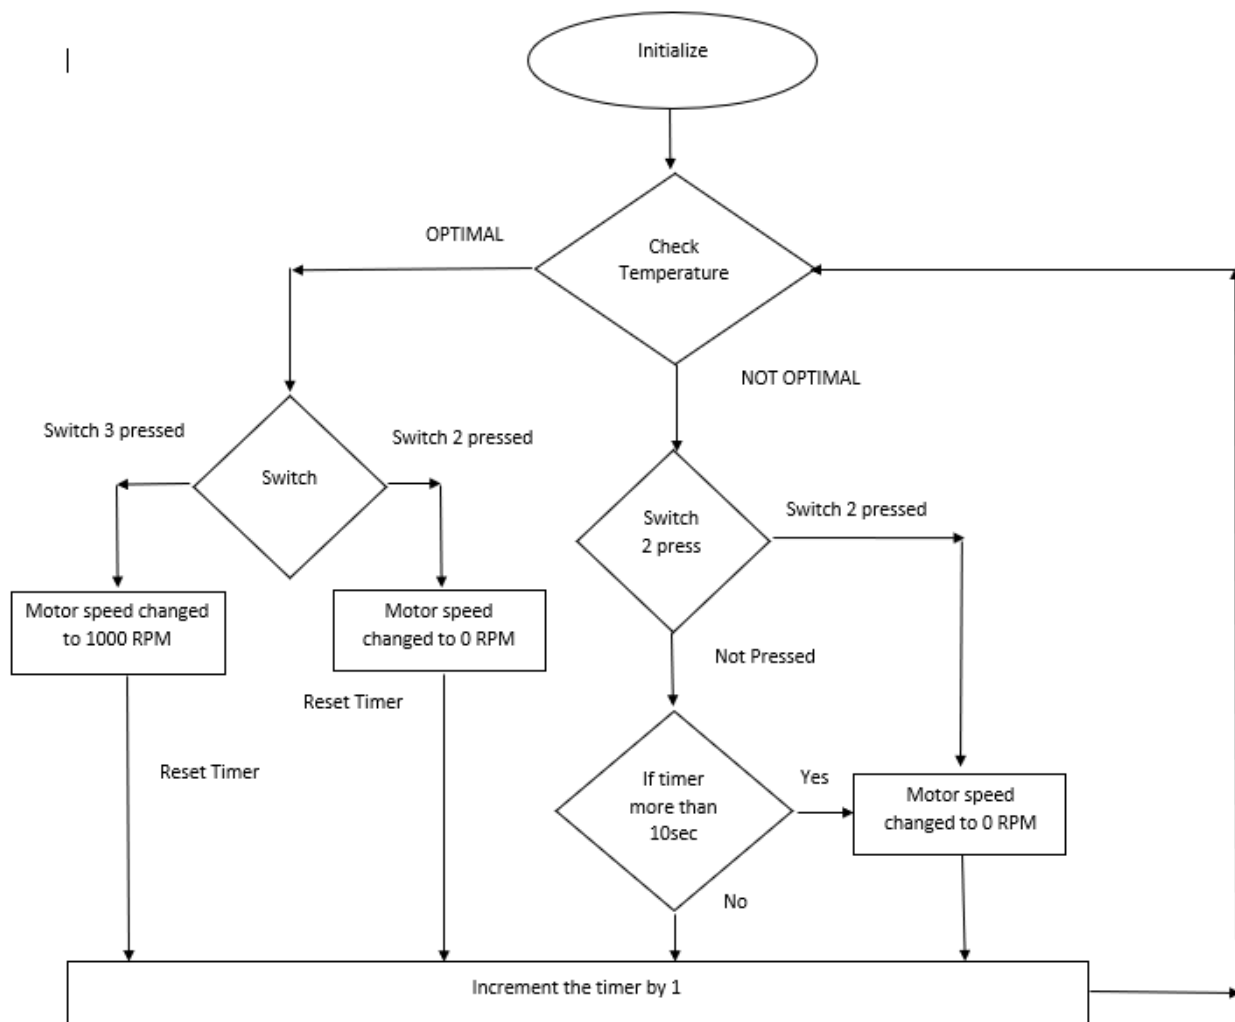 Initialize
OPTIMAL
Check
Temperature
NOT OPTIMAL
Switch 3 pressed
Switch 2 pressed
Switch
Switch
2 press
Switch 2 pressed
Motor speed changed
to 1000 RPM
Motor speed
changed to 0 RPM
Not Pressed
Reset Timer
Reset Timer
If timer
more than
10sec
Yes
Motor speed
changed to 0 RPM
No
Increment the timer by 1